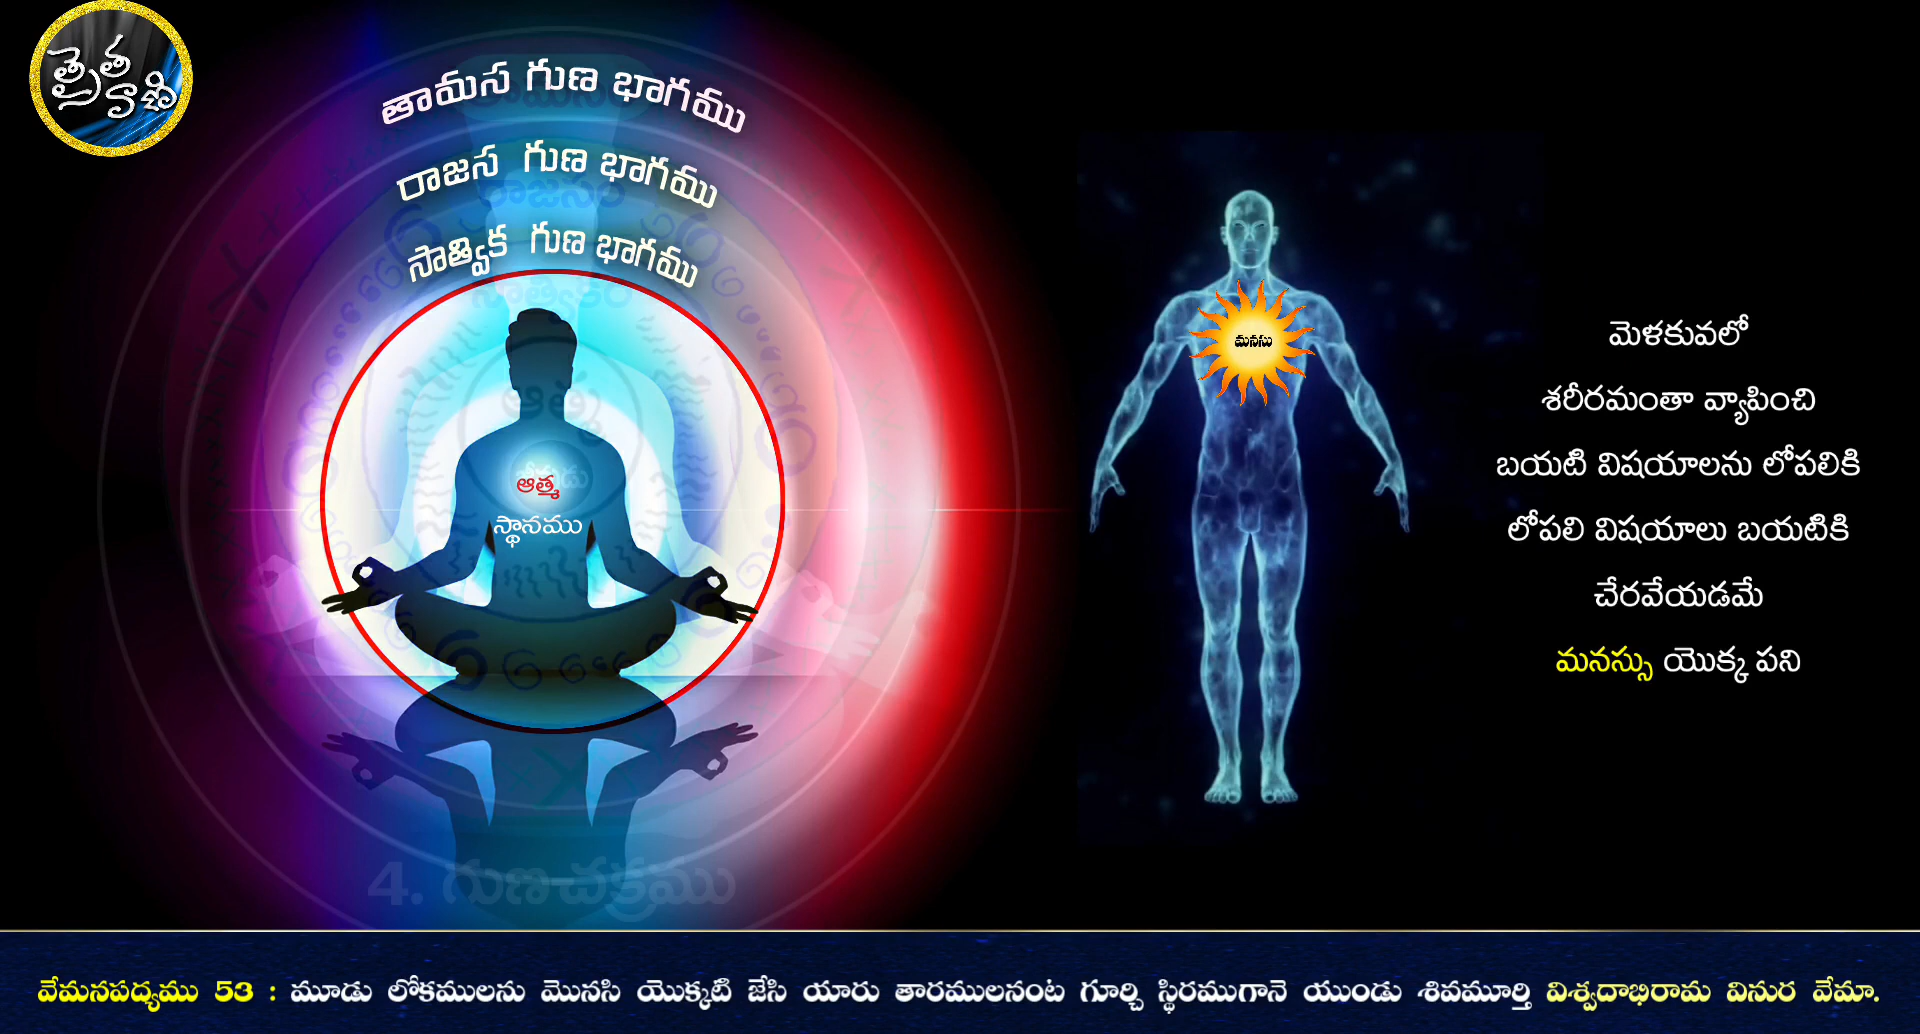 త్రైత
వాణి
తామస గుణ భాగము
రాజస గుణ భాగము
సాత్విక గుణ భాగము
ఆత్మ
స్థానము
4. గుణచక్రము
మనసు
మెళకువలో
శరీరమంతా వ్యాపించి
బయటి విషయాలను లోపలికి
లోపలి విషయాలు బయటికి
చేరవేయడమే
మనస్సు యొక్క పని
వేమనపద్యము 53 : మూడు లోకములను మొనసి యొక్కటి జేసి యారు తారములనంట గూర్చి స్థిరముగానె యుండు శివమూర్తి విశ్వదాభిరామ వినుర వేమా.